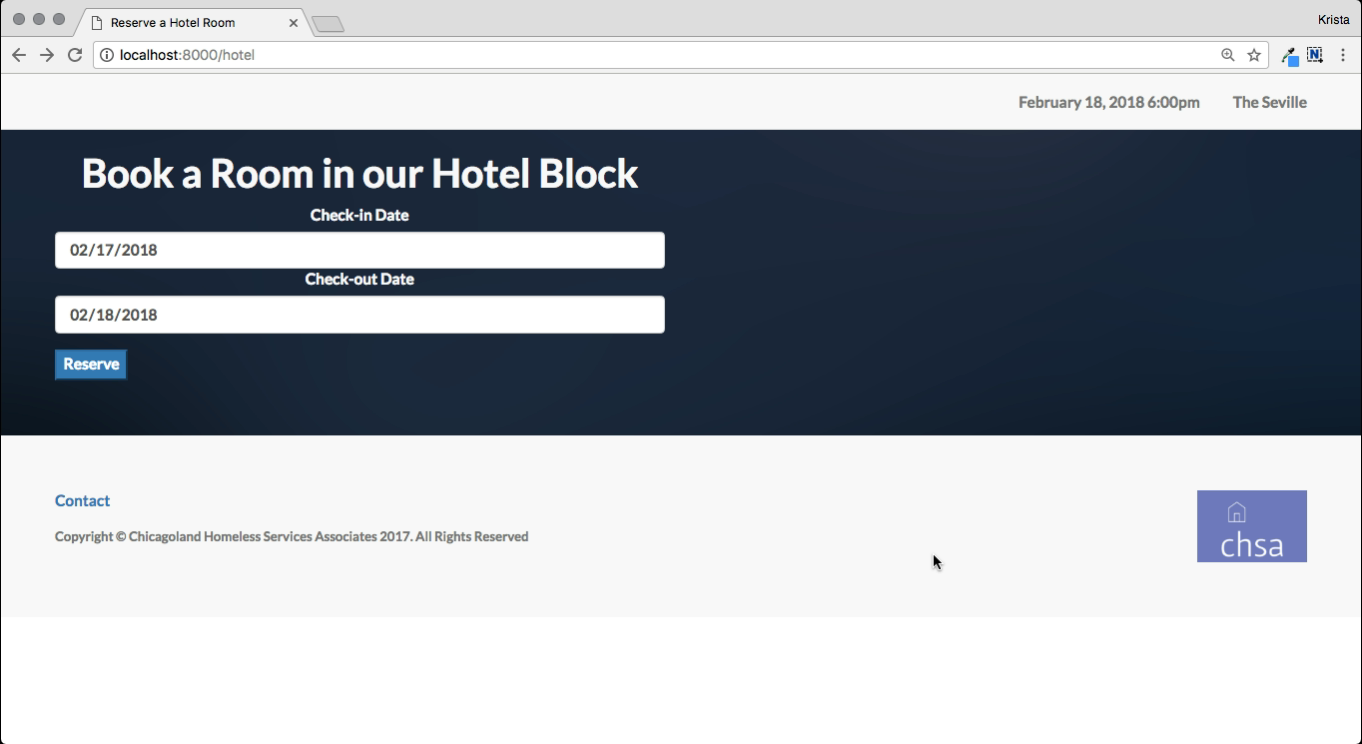 Reserve a Hotel Room
Krista
localhost:8000/hotel
February 18, 2018 6:00pm The Seville
Book a Room in our Hotel Block
Check-in Date
02/17/2018
Check-out Date
02/18/2018
Reserve
Contact
Copyright © Chicagoland Homeless Services Associates 2017. All Rights Reserved
chsa